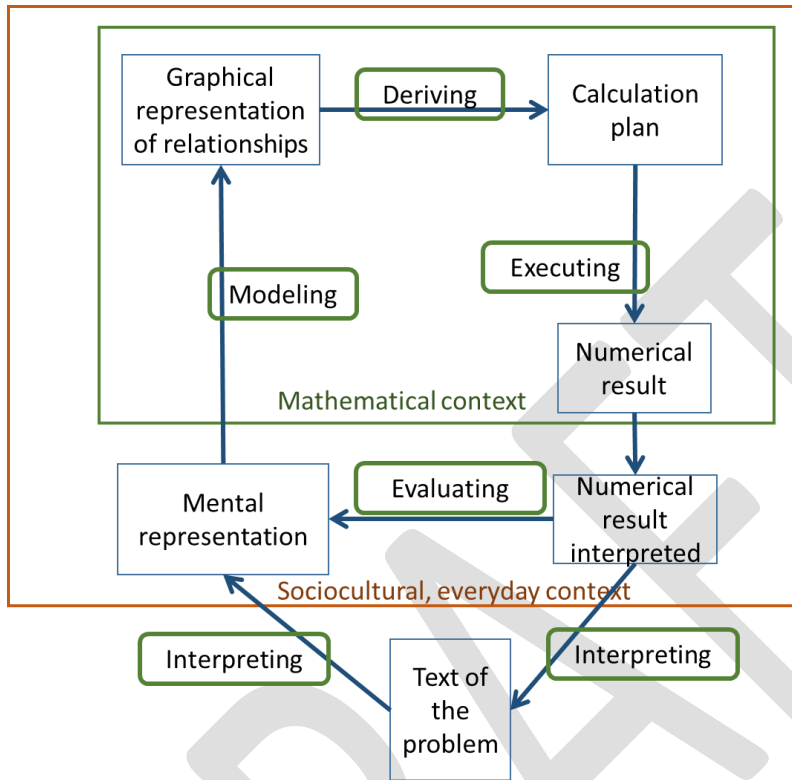 Graphical
representation
of relationships
Deriving
Calculation
plan
Modeling
Executing
Numerical
result
Mathematical context
Mental
representation
Evaluating
Numerical
result
interpreted
Sociocultural, everyday context
Interpreting
Text of
the
problem
Interpreting
DRAFT